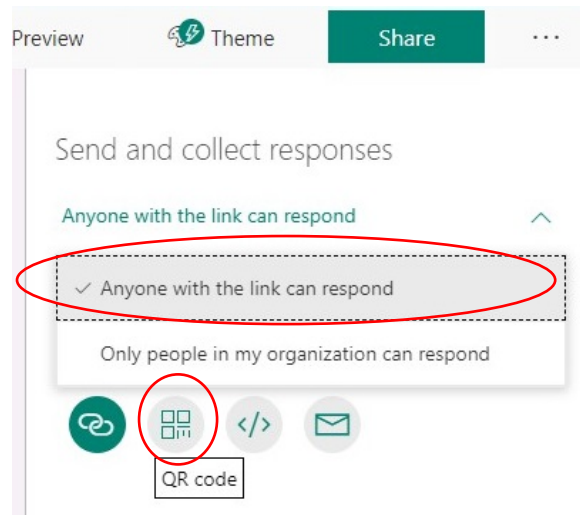 Preview Theme Share ...
Send and collect responses
Anyone with the link can respond
Anyone with the link can respond
Only people in my organization can respond
</>
QR code